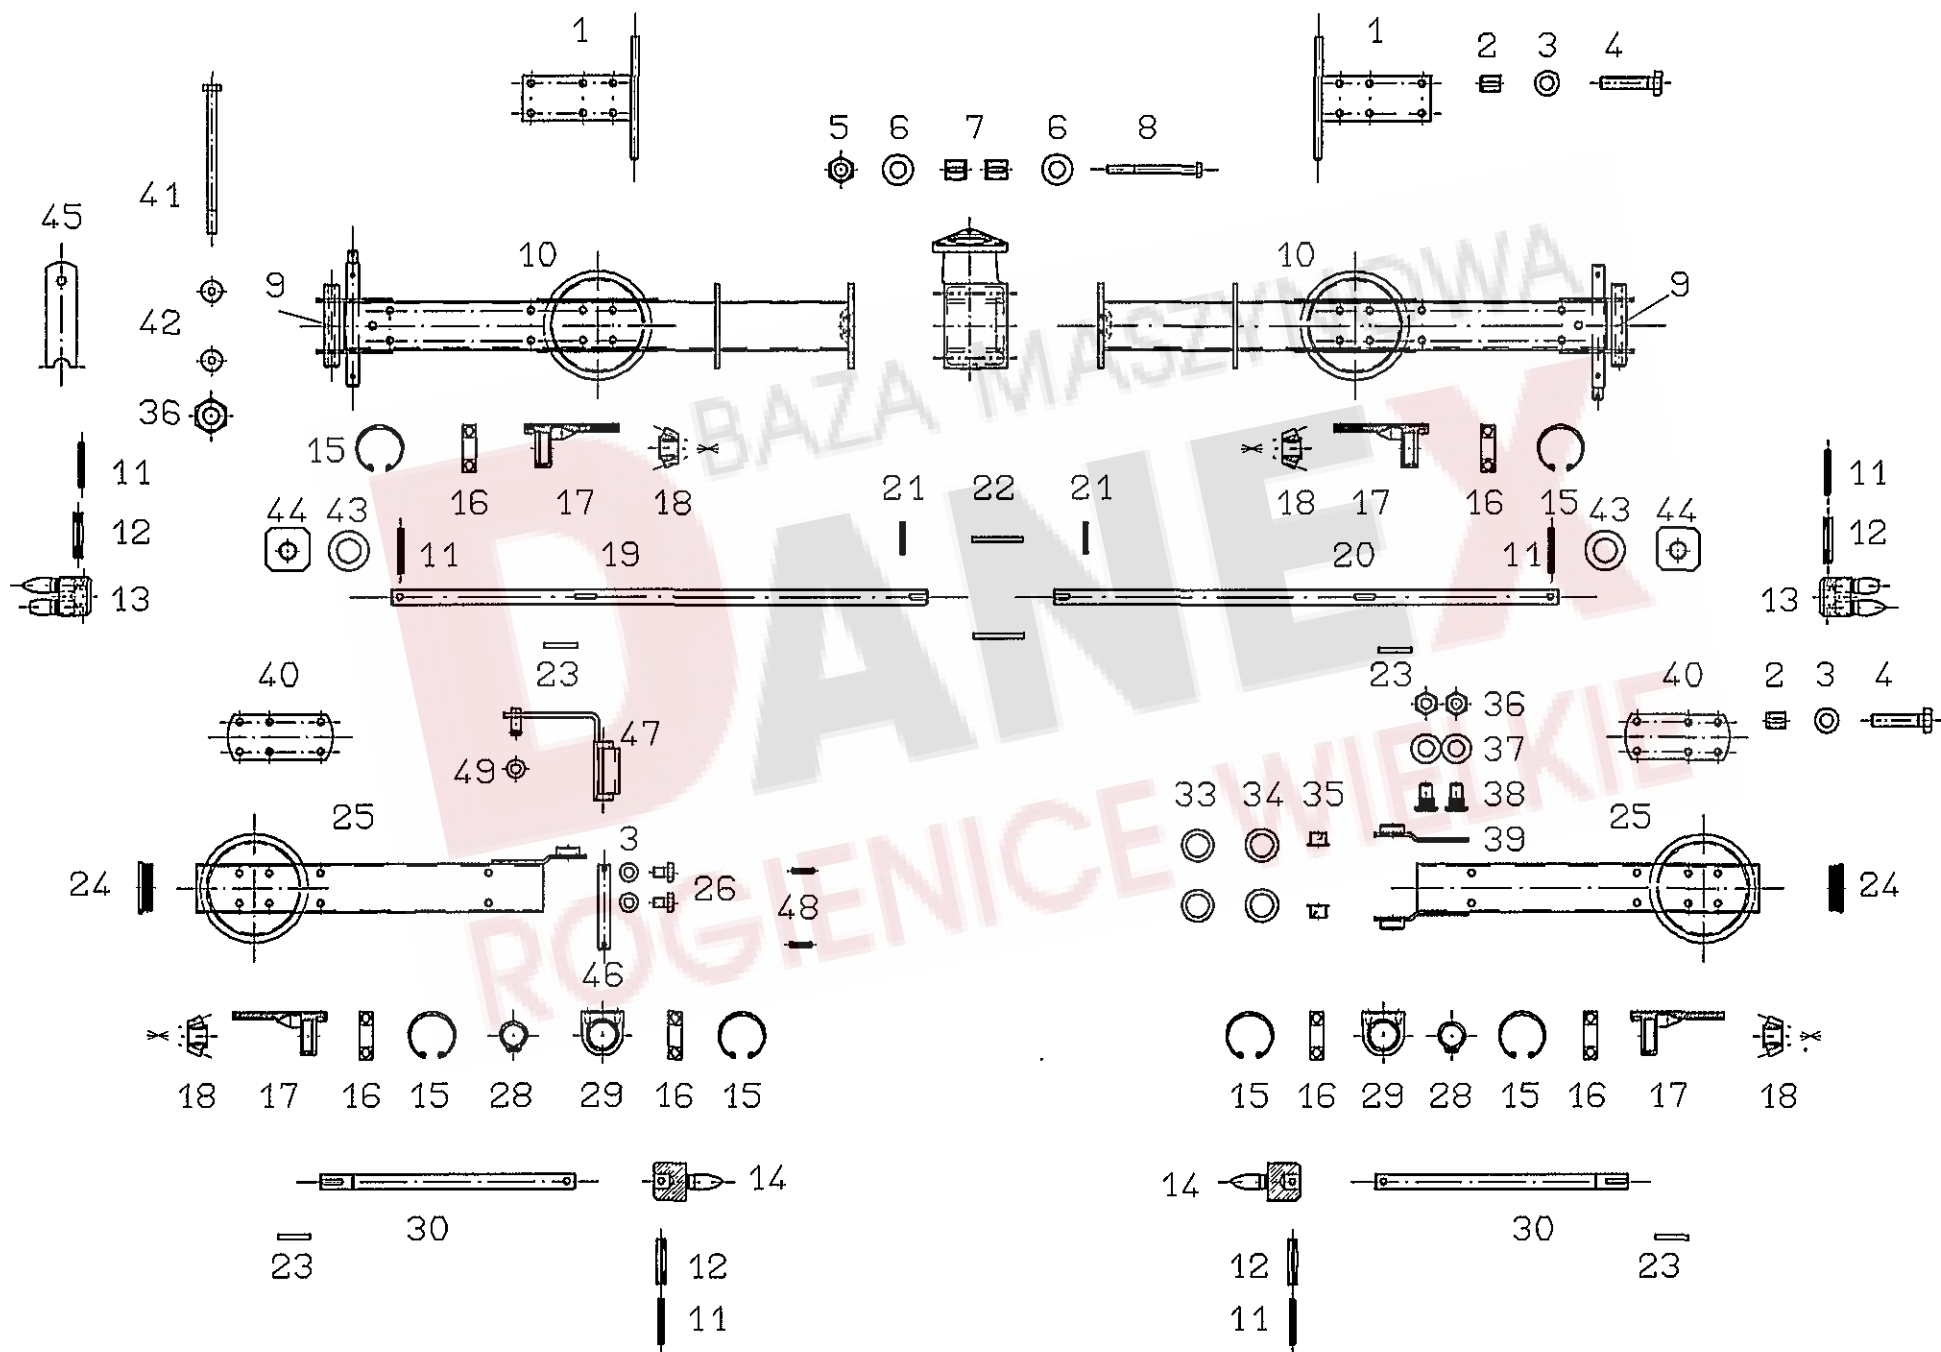 1 1 2 3 4
5 6 7 6 8
41
45
10 10
9 9
42
36
15 16 17 18 18 17 16 15
11 11
21 22 21
44 43 43 44
12 12
11 19 20 11
13 13
23 23
40 40 2 3 4
47 36
49 37
33 34 35 38
25 3 39 25
24 26 24
48
46
18 17 16 15 28 29 16 15 15 16 29 28 15 16 17 18
14 14
30 30
23 12 12 23
11 11
BAZA MASZYNOWA
DANEX
ROGIENICE WIELKIE